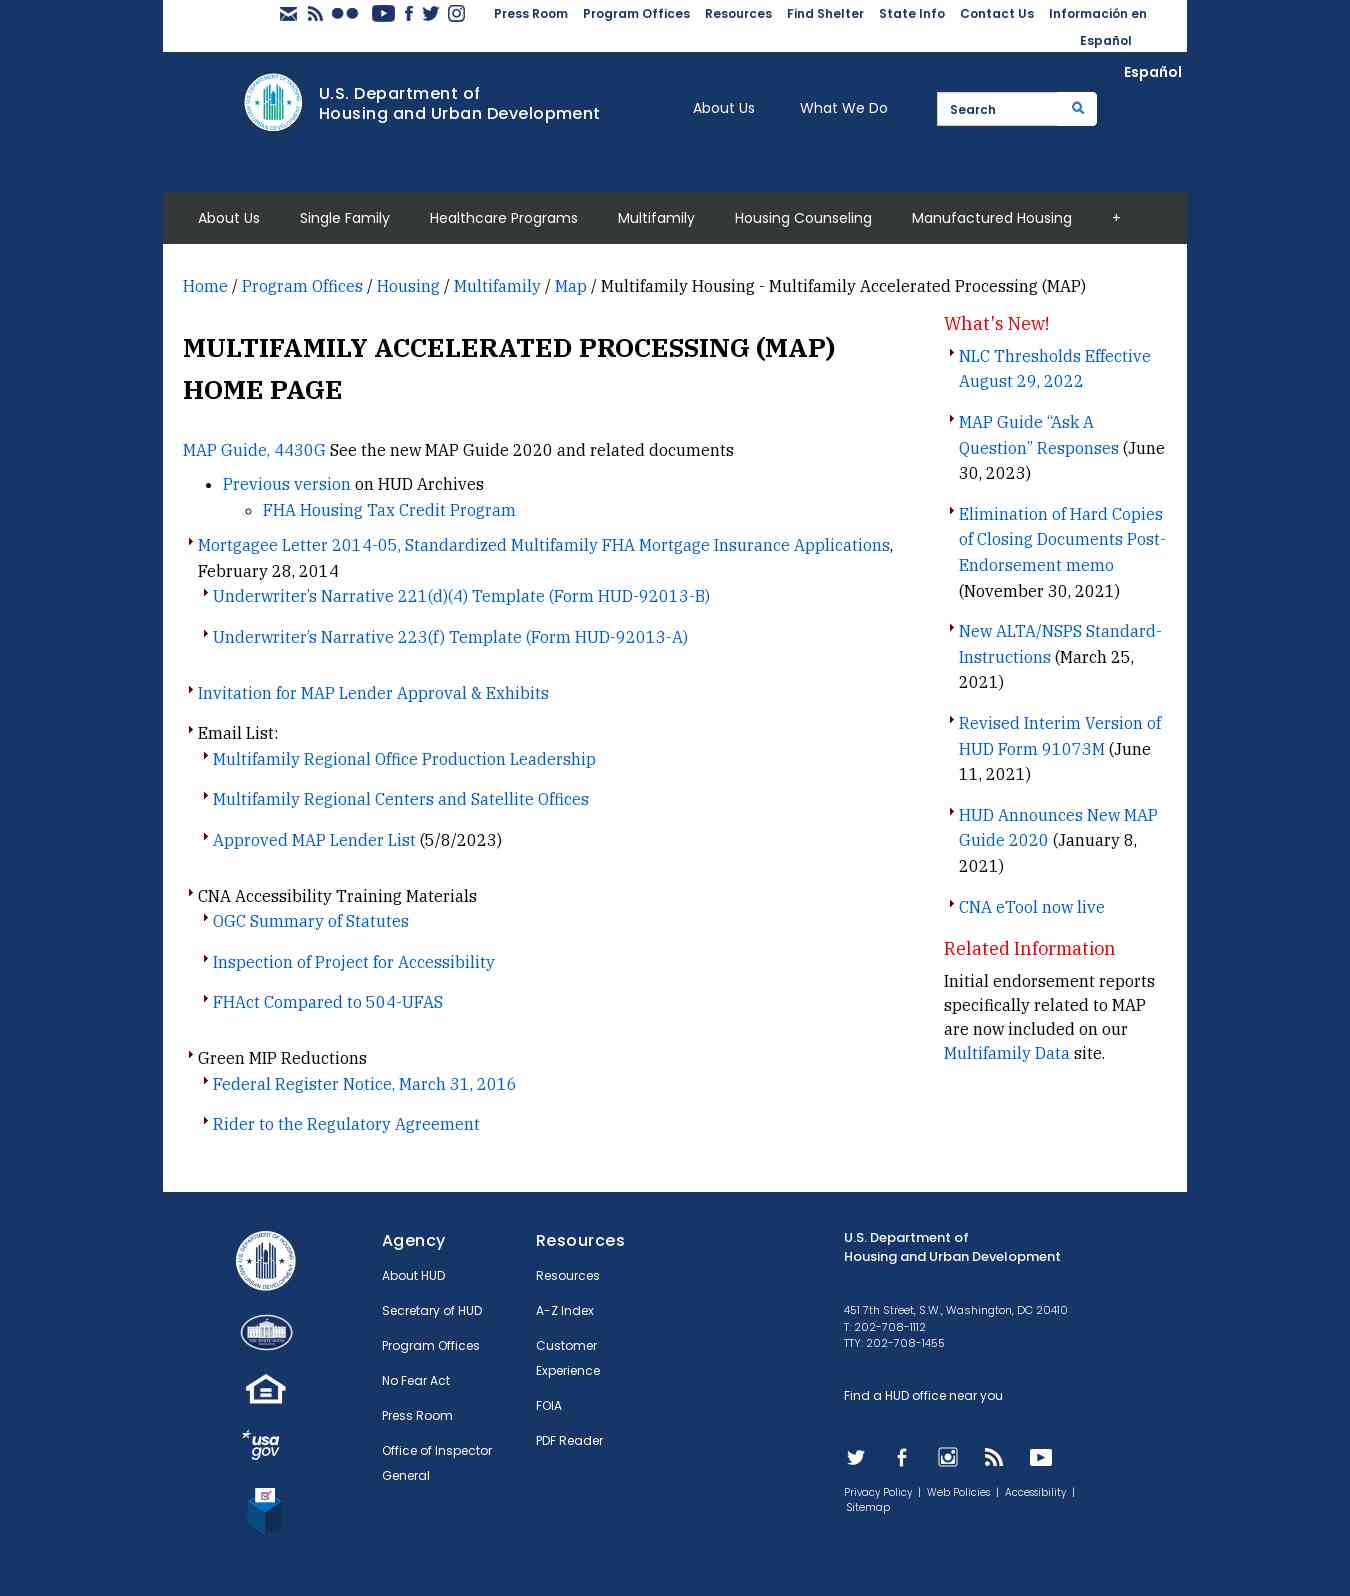 Press Room Program Offices Resources Find Shelter State Info Contact Us Información en
Español
Español
U.S. Department of
Housing and Urban Development
About Us What We Do Search
About Us Single Family Healthcare Programs Multifamily Housing Counseling Manufactured Housing +
Home / Program Offices / Housing / Multifamily / Map / Multifamily Housing - Multifamily Accelerated Processing (MAP)
MULTIFAMILY ACCELERATED PROCESSING (MAP)
HOME PAGE
MAP Guide, 4430G See the new MAP Guide 2020 and related documents
Previous version on HUD Archives
FHA Housing Tax Credit Program
Mortgagee Letter 2014-05, Standardized Multifamily FHA Mortgage Insurance Applications,
February 28, 2014
Underwriter's Narrative 221(d)(4) Template (Form HUD-92013-B)
Underwriter's Narrative 223(f) Template (Form HUD-92013-A)
Invitation for MAP Lender Approval & Exhibits
Email List:
Multifamily Regional Office Production Leadership
Multifamily Regional Centers and Satellite Offices
Approved MAP Lender List (5/8/2023)
CNA Accessibility Training Materials
OGC Summary of Statutes
Inspection of Project for Accessibility
FHAct Compared to 504-UFAS
Green MIP Reductions
Federal Register Notice, March 31, 2016
Rider to the Regulatory Agreement
What's New!
NLC Thresholds Effective
August 29, 2022
MAP Guide “Ask A
Question” Responses (June
30, 2023)
Elimination of Hard Copies
of Closing Documents Post-
Endorsement memo
(November 30, 2021)
New ALTA/NSPS Standard-
Instructions (March 25,
2021)
Revised Interim Version of
HUD Form 91073M (June
11, 2021)
HUD Announces New MAP
Guide 2020 (January 8,
2021)
CNA eTool now live
Related Information
Initial endorsement reports
specifically related to MAP
are now included on our
Multifamily Data site.
usa
gov
Agency
About HUD
Secretary of HUD
Program Offices
No Fear Act
Press Room
Office of Inspector
General
Resources
Resources
A-Z Index
Customer
Experience
FOIA
PDF Reader
U.S. Department of
Housing and Urban Development
451 7th Street, S.W., Washington, DC 20410
T: 202-708-1112
TTY: 202-708-1455
Find a HUD office near you
Privacy Policy | Web Policies | Accessibility |
Sitemap